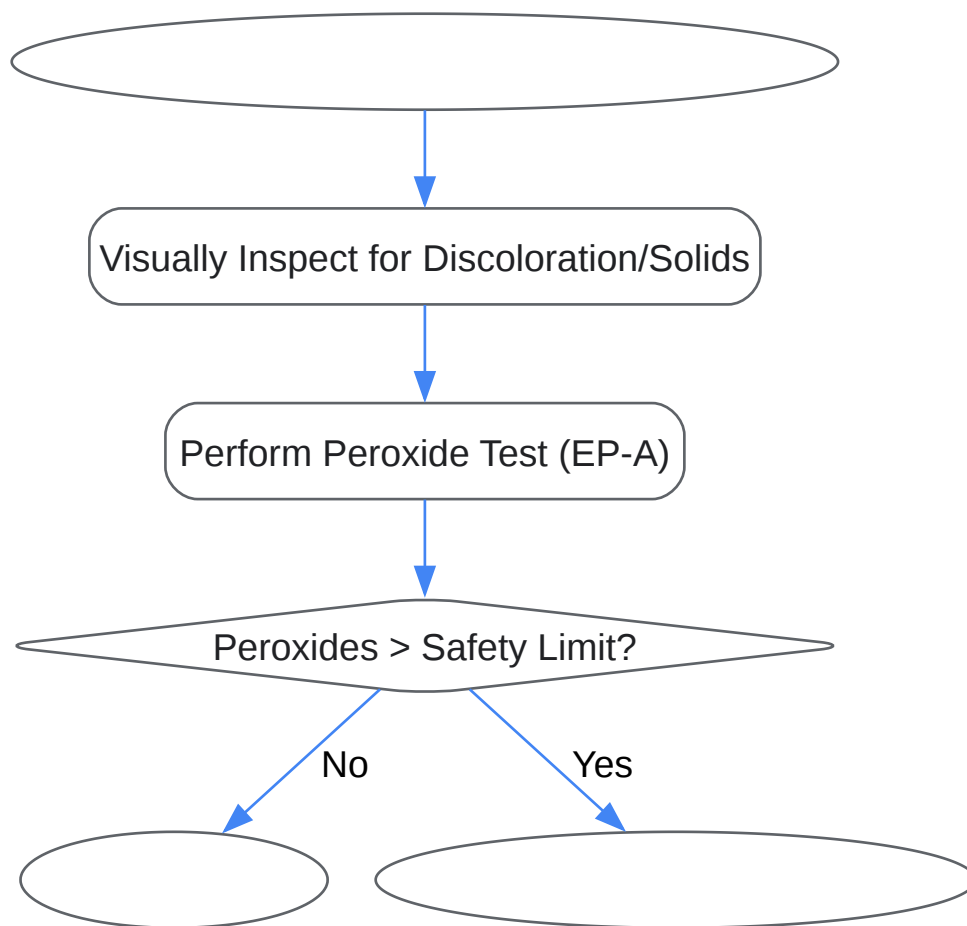 Visually Inspect for Discoloration/Solids
Perform Peroxide Test (EP-A)
Peroxides > Safety Limit?
No
Yes